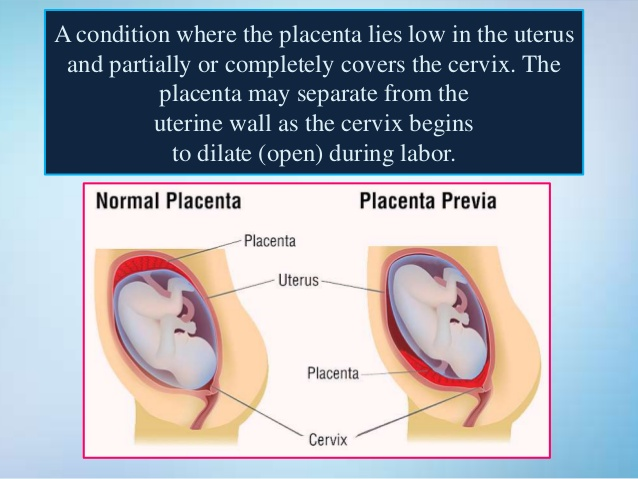 A condition where the placenta lies low in the uterus
and partially or completely covers the cervix. The
placenta may separate from the
uterine wall as the cervix begins
to dilate (open) during labor.
Normal Placenta
Placenta Previa
Placenta
Uterus
Placenta
Cervix